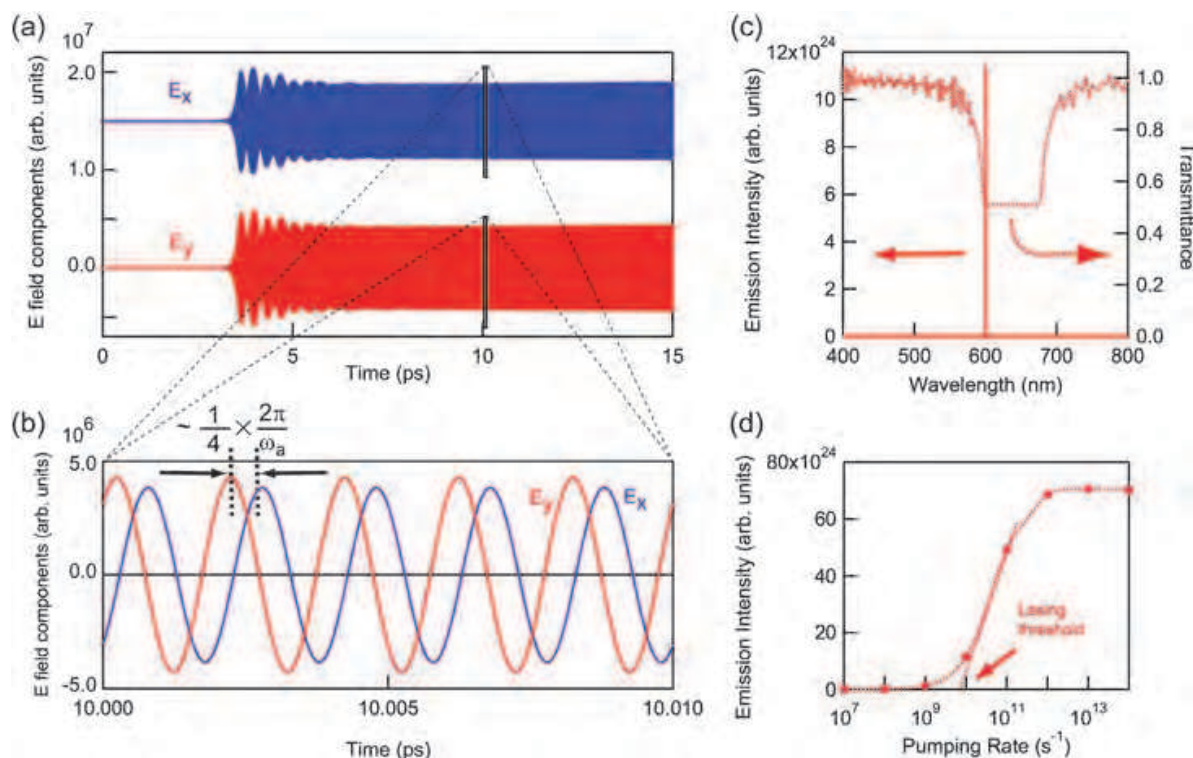 (a)
10^7
E field components (arb. units)
2.0
1.0
0.0
E_x
E_y
0 5 10 15
Time (ps)
(b)
10^6
~ 1/4 × 2π/ω_a
E field components (arb. units)
5.0
0.0
-5.0
E_y E_x
10.000 10.005 10.010
Time (ps)
(c)
Emission Intensity (arb. units)
12x10^24
10
8
6
4
2
0
1.0
0.8
0.6
0.4
0.2
0.0
Transmittance
400 500 600 700 800
Wavelength (nm)
(d)
Emission Intensity (arb. units)
80x10^24
60
40
20
0
Lasing
threshold
10^7 10^9 10^11 10^13
Pumping Rate (s^-1)